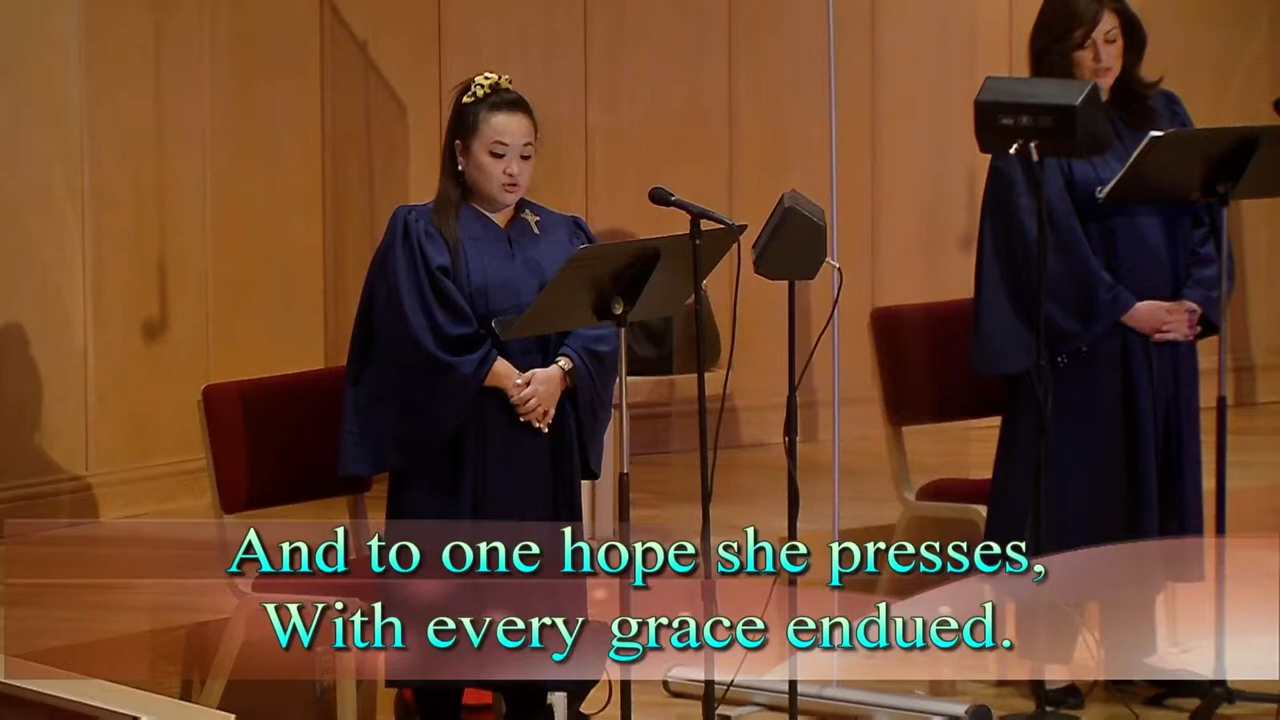 And to one hope she presses,
With every grace endued.